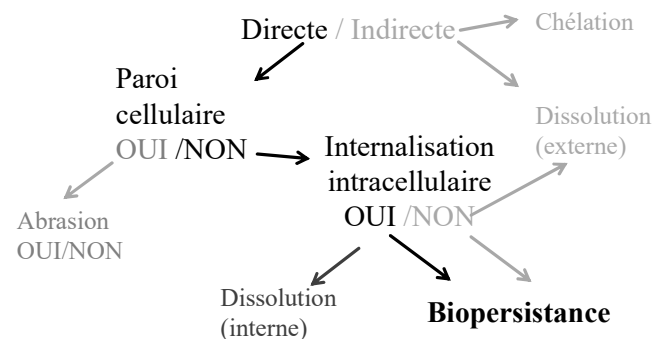 Directe / Indirecte
Chélation
Paroi
cellulaire
OUI /NON
Dissolution
(externe)
Internalisation
intracellulaire
OUI /NON
Abrasion
OUI/NON
Dissolution
(interne)
Biopersistance